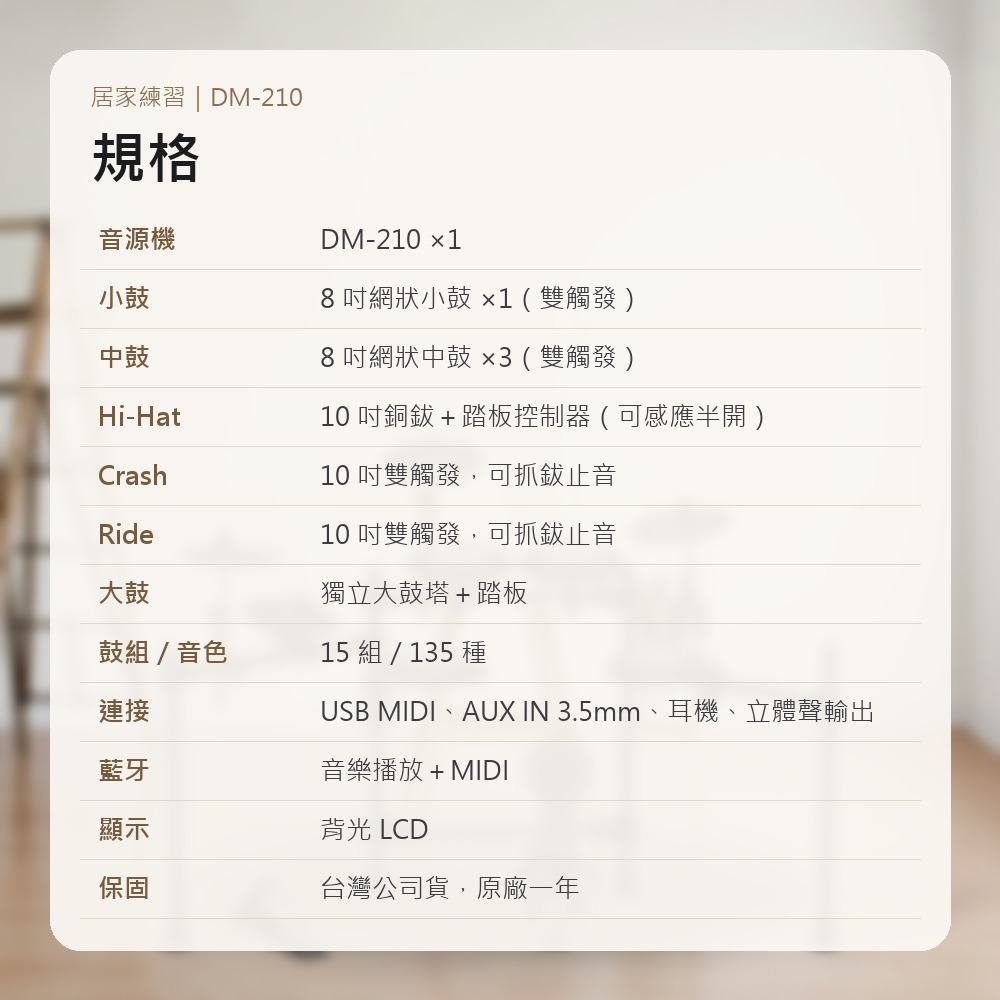 居家練習 | DM-210
規格
音源機 DM-210 ×1
小鼓 8 吋網狀小鼓 ×1（雙觸發）
中鼓 8 吋網狀中鼓 ×3（雙觸發）
Hi-Hat 10 吋銅鈸 + 踏板控制器（可感應半開）
Crash 10 吋雙觸發，可抓鈸止音
Ride 10 吋雙觸發，可抓鈸止音
大鼓 獨立大鼓塔 + 踏板
鼓組 / 音色 15 組 / 135 種
連接 USB MIDI、AUX IN 3.5mm、耳機、立體聲輸出
藍牙 音樂播放 + MIDI
顯示 背光 LCD
保固 台灣公司貨，原廠一年